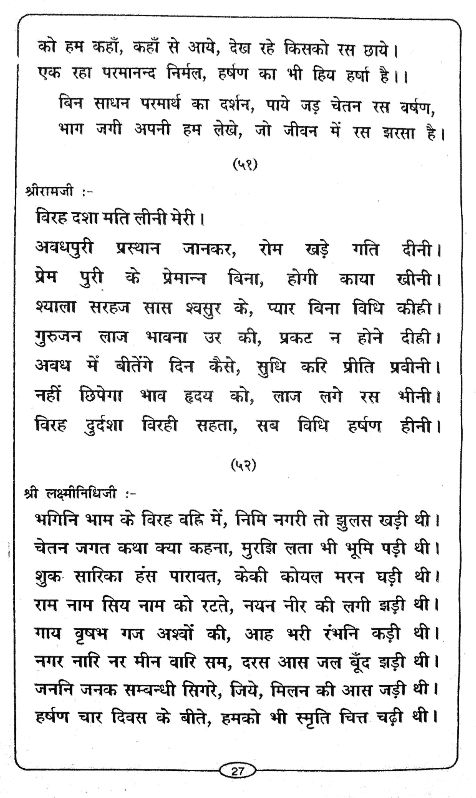 को हम कहाँ, कहाँ से आये, देख रहे किसको रस छाये।
एक रहा परमानन्द निर्मल, हर्षण का भी हिय हर्षा है।।
बिन साधन परमार्थ का दर्शन, पाये जड़ चेतन रस वर्षण,
भाग जगी अपनी हम लेखे, जो जीवन में रस झरसा है।
(५१)
श्रीरामजी :-
विरह दशा मति लीनी मेरी।
अवधपुरी प्रस्थान जानकर, रोम खड़े गति दीनी।
प्रेम पुरी के प्रेमान्न बिना, होगी काया खीनी।
श्याला सरहज सास श्वसुर के, प्यार बिना विधि कीही।
गुरुजन लाज भावना उर की, प्रकट न होने दीही।
अवध में बीतेंगे दिन कैसे, सुधि करि प्रीति प्रवीनी।
नहीं छिपेगा भाव हृदय को, लाज लगे रस भीनी।
विरह दुर्दशा विरही सहता, सब विधि हर्षण हीनी।
(५२)
श्री लक्ष्मीनिधिजी :-
भगिनि भाम के विरह वह्नि में, निमि नगरी तो झुलस खड़ी थी।
चेतन जगत कथा क्या कहना, मुरझि लता भी भूमि पड़ी थी।
शुक सारिका हंस पारावत, केकी कोयल मरन घड़ी थी।
राम नाम सिय नाम को रटते, नयन नीर की लगी झड़ी थी।
गाय वृषभ गज अश्वों की, आह भरी रंभनि कड़ी थी।
नगर नारि नर मीन वारि सम, दरस आस जल बूँद झड़ी थी।
जननि जनक सम्बन्धी सिगरे, जिये, मिलन की आस जड़ी थी।
हर्षण चार दिवस के बीते, हमको भी स्मृति चित्त चढ़ी थी।
27